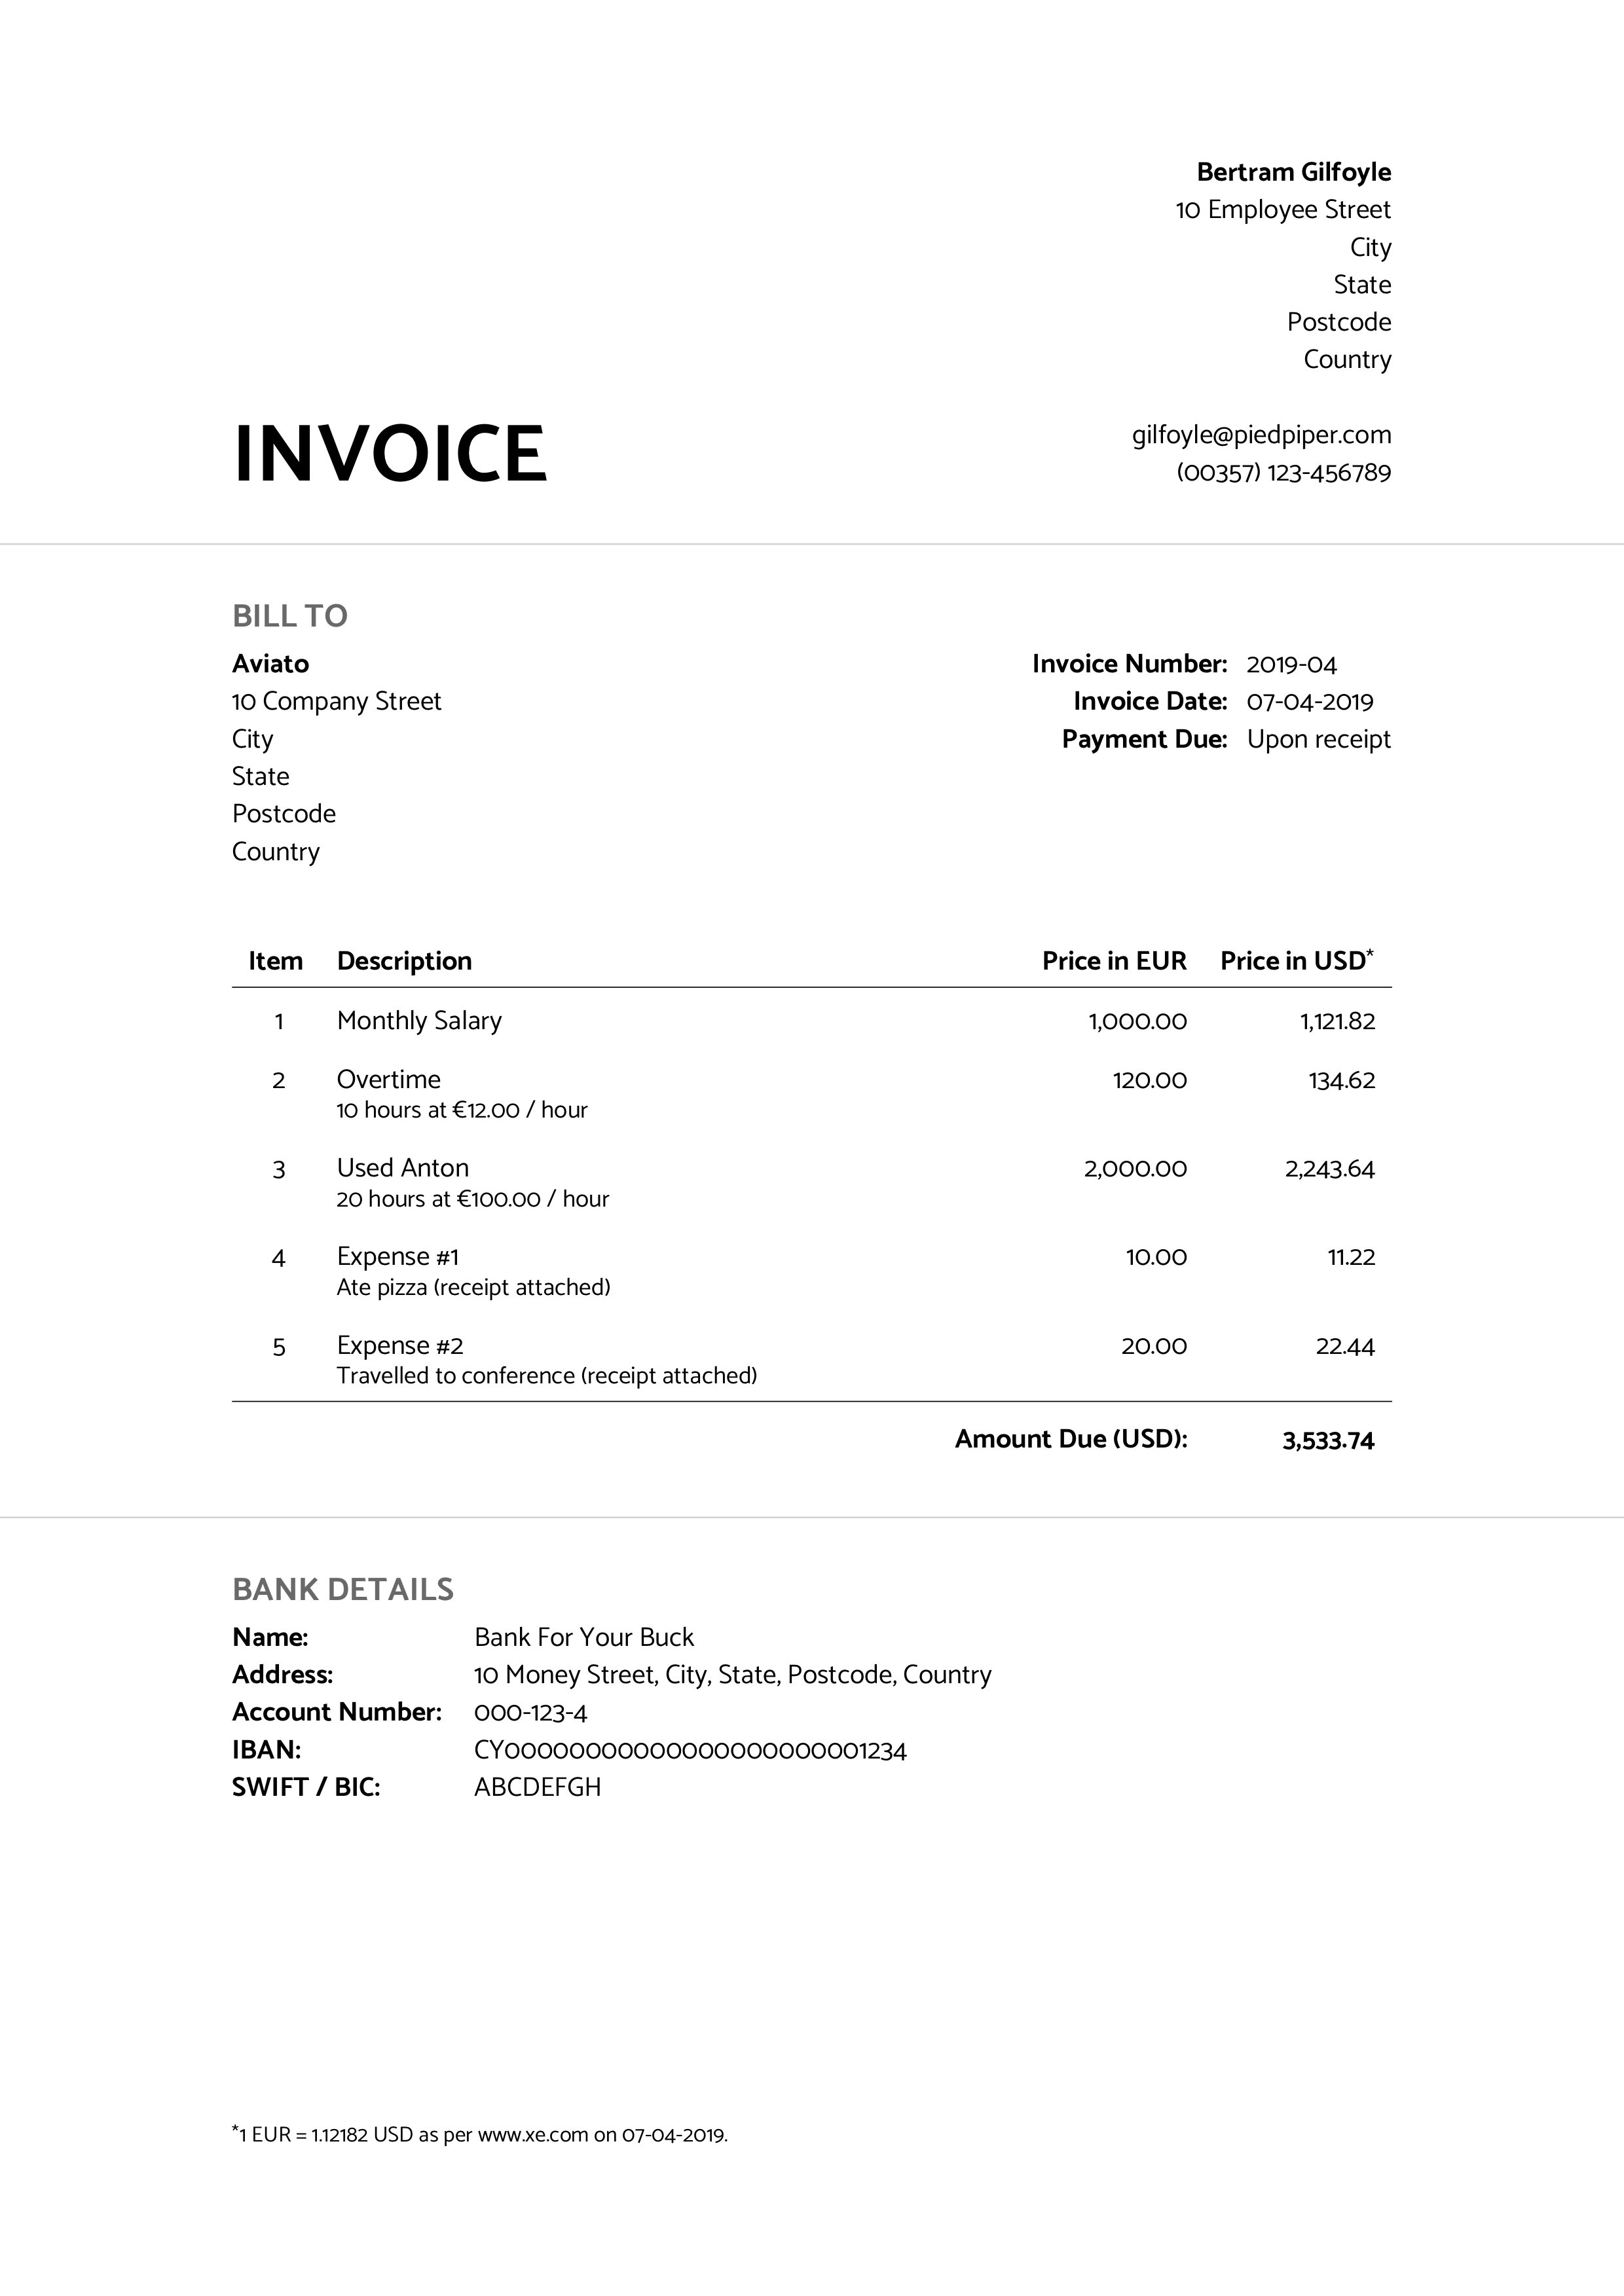 Bertram Gilfoyle
10 Employee Street
City
State
Postcode
Country
INVOICE
gilfoyle@piedpiper.com
(00357) 123-456789
BILL TO
Aviato
10 Company Street
City
State
Postcode
Country
Invoice Number: 2019-04
Invoice Date: 07-04-2019
Payment Due: Upon receipt
Item Description Price in EUR Price in USD*
1 Monthly Salary 1,000.00 1,121.82
2 Overtime 120.00 134.62
10 hours at €12.00 / hour
3 Used Anton 2,000.00 2,243.64
20 hours at €100.00 / hour
4 Expense #1 10.00 11.22
Ate pizza (receipt attached)
5 Expense #2 20.00 22.44
Travelled to conference (receipt attached)
Amount Due (USD): 3,533.74
BANK DETAILS
Name: Bank For Your Buck
Address: 10 Money Street, City, State, Postcode, Country
Account Number: 000-123-4
IBAN: CY00000000000000000000001234
SWIFT / BIC: ABCDEFGH
*1 EUR = 1.12182 USD as per www.xe.com on 07-04-2019.